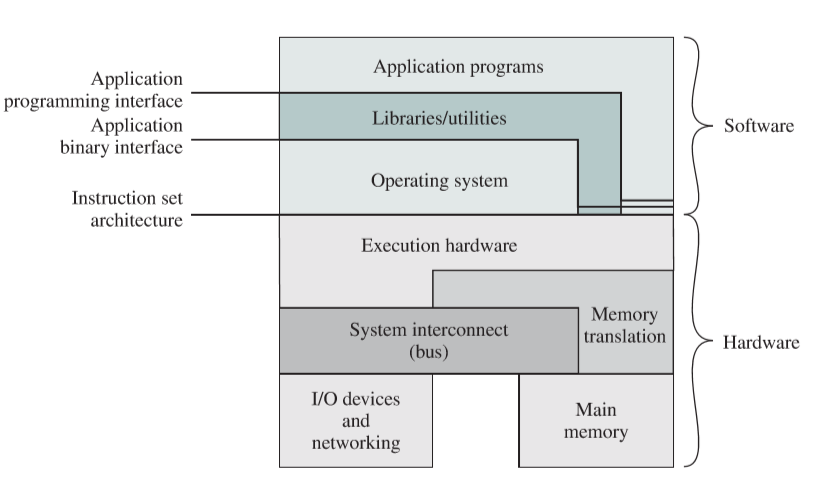 Application programs
Application
programming interface
Libraries/utilities
Application
binary interface
Software
Operating system
Instruction set
architecture
Execution hardware
Memory
translation
System interconnect
(bus)
Hardware
I/O devices
and
networking
Main
memory